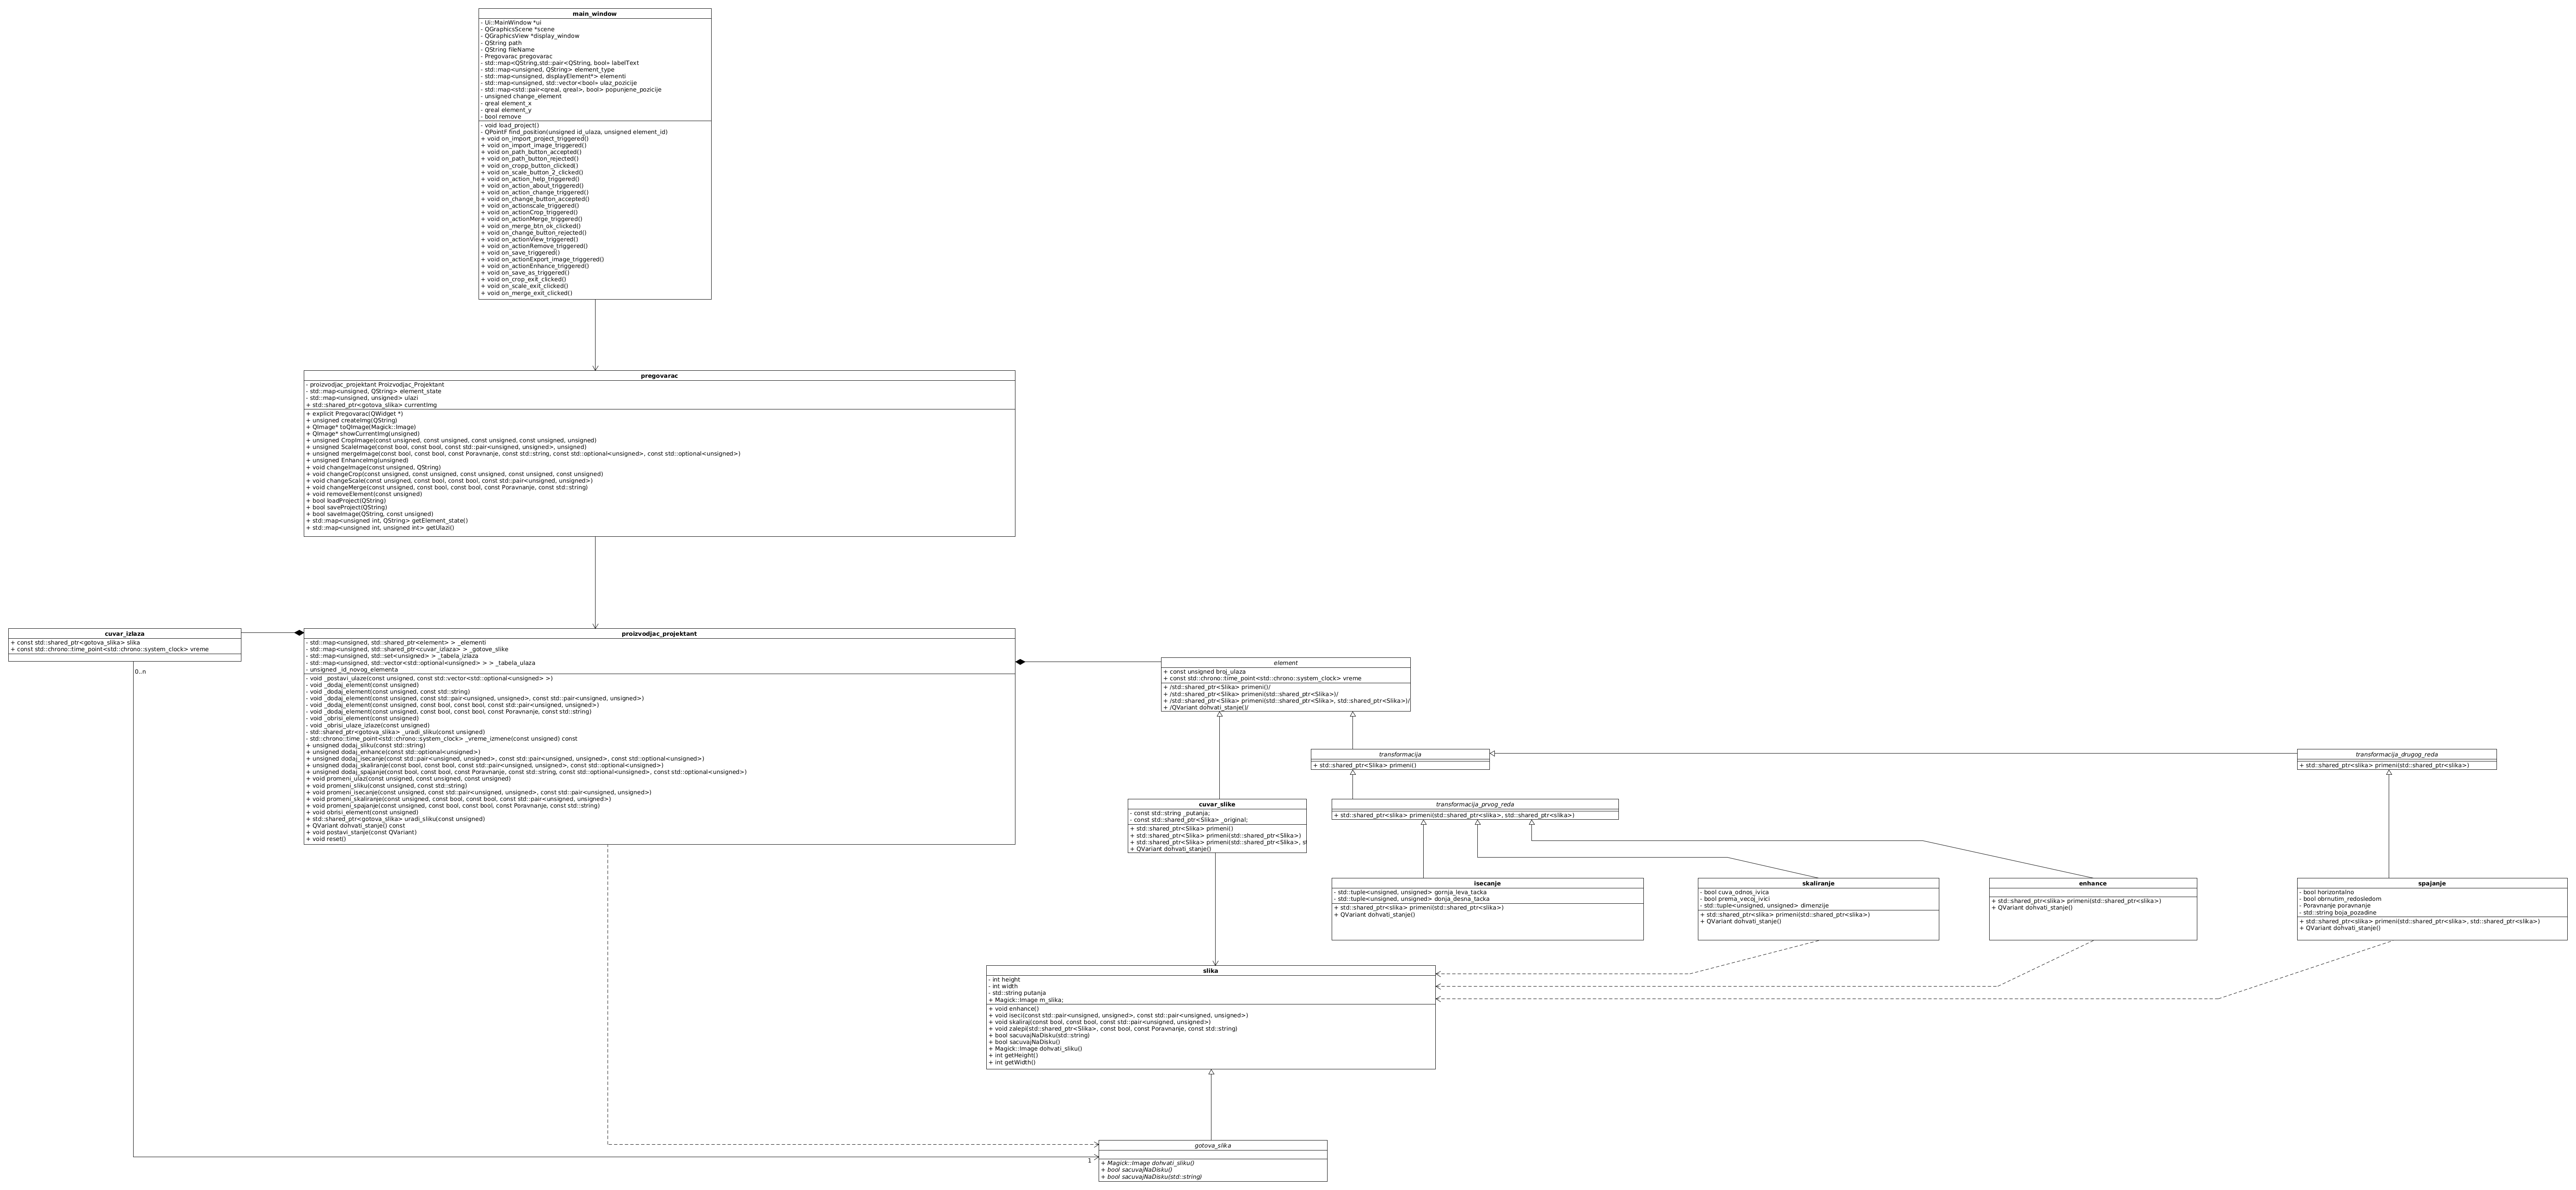 main_window
- Ui::MainWindow *ui
- QGraphicsScene *scene
- QGraphicsView *display_window
- QString path
- QString fileName
- Pregovarac pregovarac
- std::map<QString,std::pair<QString, bool» labelText
- std::map<unsigned, QString> element_type
- std::map<unsigned, displayElement*> elementi
- std::map<unsigned, std::vector<bool» ulaz_pozicije
- std::map<std::pair<qreal, qreal>, bool> popunjene_pozicije
- unsigned change_element
- qreal element_x
- qreal element_y
- bool remove
- void load_project()
- QPointF find_position(unsigned id_ulaza, unsigned element_id)
+ void on_import_project_triggered()
+ void on_import_image_triggered()
+ void on_path_button_accepted()
+ void on_path_button_rejected()
+ void on_cropp_button_clicked()
+ void on_scale_button_2_clicked()
+ void on_action_help_triggered()
+ void on_action_about_triggered()
+ void on_action_change_triggered()
+ void on_change_button_accepted()
+ void on_actionscale_triggered()
+ void on_actionCrop_triggered()
+ void on_actionMerge_triggered()
+ void on_merge_btn_ok_clicked()
+ void on_change_button_rejected()
+ void on_actionView_triggered()
+ void on_actionRemove_triggered()
+ void on_save_triggered()
+ void on_actionExport_image_triggered()
+ void on_actionEnhance_triggered()
+ void on_save_as_triggered()
+ void on_crop_exit_clicked()
+ void on_scale_exit_clicked()
+ void on_merge_exit_clicked()
pregovarac
- proizvodjac_projektant Proizvodjac_Projektant
- std::map<unsigned, QString> element_state
- std::map<unsigned, unsigned> ulazi
+ std::shared_ptr<gotova_slika> currentImg
+ explicit Pregovarac(QWidget *)
+ unsigned createImg(QString)
+ QImage* toQImage(Magick::Image)
+ QImage* showCurrentImg(unsigned)
+ unsigned CropImage(const unsigned, const unsigned, const unsigned, const unsigned, unsigned)
+ unsigned ScaleImage(const bool, const bool, const std::pair<unsigned, unsigned>, unsigned)
+ unsigned mergeImage(const bool, const bool, const Poravnanje, const std::string, const std::optional<unsigned>, const std::optional<unsigned>)
+ unsigned EnhanceImg(unsigned)
+ void changeImage(const unsigned, QString)
+ void changeCrop(const unsigned, const unsigned, const unsigned, const unsigned, const unsigned)
+ void changeScale(const unsigned, const bool, const bool, const std::pair<unsigned, unsigned>)
+ void changeMerge(const unsigned, const bool, const bool, const Poravnanje, const std::string)
+ void removeElement(const unsigned)
+ bool loadProject(QString)
+ bool saveProject(QString)
+ bool saveImage(QString, const unsigned)
+ std::map<unsigned int, QString> getElement_state()
+ std::map<unsigned int, unsigned int> getUlazii()
cuvar_izlaza
+ const std::shared_ptr<gotova_slika> slika
+ const std::chrono::time_point<std::chrono::system_clock> vreme
0..n
proizvodjac_projektant
- std::map<unsigned, std::shared_ptr<element> > _elementi
- std::map<unsigned, std::shared_ptr<cuvar_izlaza> > _gotove_slike
- std::map<unsigned, std::set<unsigned> > _tabela_izlaza
- std::map<unsigned, std::vector<std::optional<unsigned> > > _tabela_ulaza
- unsigned _id_novog_elementa
- void _postavi_ulaze(const unsigned, const std::vector<std::optional<unsigned> >)
- void _dodaj_element(const unsigned)
- void _dodaj_element(const unsigned, const std::string)
- void _dodaj_element(const unsigned, const std::pair<unsigned, unsigned>, const std::pair<unsigned, unsigned>)
- void _dodaj_element(const unsigned, const bool, const bool, const std::pair<unsigned, unsigned>)
- void _dodaj_element(const unsigned, const bool, const bool, const Poravnanje, const std::string)
- void _obrisi_element(const unsigned)
- void _obrisi_ulaze_izlaze(const unsigned)
- std::shared_ptr<gotova_slika> _uradi_sliku(const unsigned)
- std::chrono::time_point<std::chrono::system_clock> _vreme_izmene(const unsigned) const
+ unsigned dodaj_sliku(const std::string)
+ unsigned dodaj_enhance(const std::optional<unsigned>)
+ unsigned dodaj_isecanje(const std::pair<unsigned, unsigned>, const std::pair<unsigned, unsigned>, const std::optional<unsigned>)
+ unsigned dodaj_skaliranje(const bool, const bool, const std::pair<unsigned, unsigned>, const std::optional<unsigned>)
+ unsigned dodaj_spajanje(const bool, const bool, const Poravnanje, const std::string, const std::optional<unsigned>, const std::optional<unsigned>)
+ void promeni_ulaz(const unsigned, const unsigned, const unsigned)
+ void promeni_sliku(const unsigned, const std::string)
+ void promeni_isecanje(const unsigned, const std::pair<unsigned, unsigned>, const std::pair<unsigned, unsigned>)
+ void promeni_skaliranje(const unsigned, const bool, const bool, const std::pair<unsigned, unsigned>)
+ void promeni_spajanje(const unsigned, const bool, const bool, const Poravnanje, const std::string)
+ void obrisi_element(const unsigned)
+ std::shared_ptr<gotova_slika> uradi_sliku(const unsigned)
+ QVariant dohvati_stanje() const
+ void postavi_stanje(const QVariant)
+ void reset()
element
+ const unsigned broj_ulaza
+ const std::chrono::time_point<std::chrono::system_clock> vreme
+ /std::shared_ptr<Slika> primeni()/
+ /std::shared_ptr<Slika> primeni(std::shared_ptr<Slika>)/
+ /std::shared_ptr<Slika> primeni(std::shared_ptr<Slika>, std::shared_ptr<Slika>)/
+ /QVariant dohvati_stanje()/
transformacija
+ std::shared_ptr<Slika> primeni()
transformacija_drugog_reda
+ std::shared_ptr<slika> primeni(std::shared_ptr<slika>)
cuvar_slike
- const std::string _putanja;
- const std::shared_ptr<Slika> _original;
+ std::shared_ptr<Slika> primeni()
+ std::shared_ptr<Slika> primeni(std::shared_ptr<Slika>)
+ std::shared_ptr<Slika> primeni(std::shared_ptr<Slika>, st
+ QVariant dohvati_stanje()
transformacija_prvog_reda
+ std::shared_ptr<slika> primeni(std::shared_ptr<slika>, std::shared_ptr<slika>)
isecanje
- std::tuple<unsigned, unsigned> gornja_leva_tacka
- std::tuple<unsigned, unsigned> donja_desna_tacka
+ std::shared_ptr<slika> primeni(std::shared_ptr<slika>)
+ QVariant dohvati_stanje()
skaliranje
- bool cuva_odnos_ivica
- bool prema_vecoj_ivici
- std::tuple<unsigned, unsigned> dimenzije
+ std::shared_ptr<slika> primeni(std::shared_ptr<slika>)
+ QVariant dohvati_stanje()
enhance
+ std::shared_ptr<slika> primeni(std::shared_ptr<slika>)
+ QVariant dohvati_stanje()
spajanje
- bool horizontalno
- bool obrnutim_redosledom
- Poravnanje poravnanje
- std::string boja_pozadine
+ std::shared_ptr<slika> primeni(std::shared_ptr<slika>, std::shared_ptr<slika>)
+ QVariant dohvati_stanje()
slika
- int height
- int width
- std::string putanja
+ Magick::Image m_slika;
+ void enhance()
+ void iseci(const std::pair<unsigned, unsigned>, const std::pair<unsigned, unsigned>)
+ void skaliraj(const bool, const bool, const std::pair<unsigned, unsigned>)
+ void zalepi(std::shared_ptr<Slika>, const bool, const Poravnanje, const std::string)
+ bool sacuvajNaDisku(std::string)
+ bool sacuvajNaDisku()
+ Magick::Image dohvati_sliku()
+ int getHeight()
+ int getWidth()
gotova_slika
+ Magick::Image dohvati_sliku()
+ bool sacuvajNaDisku()
+ bool sacuvajNaDisku(std::string)
1